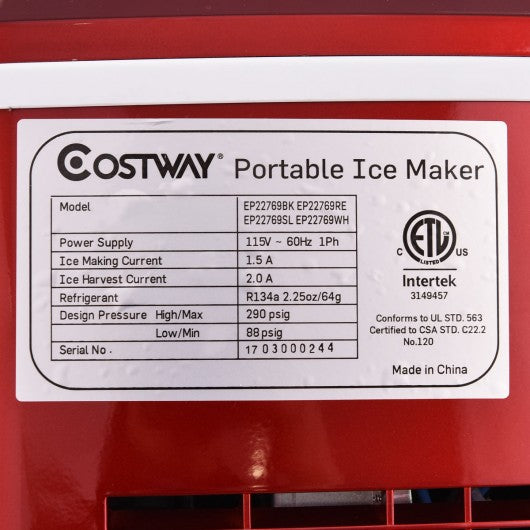 COSTWAY® Portable Ice Maker
Model EP22769BK EP22769RE
EP22769SL EP22769WH
Power Supply 115V ~ 60Hz 1Ph
Ice Making Current 1.5 A
Ice Harvest Current 2.0 A
Refrigerant R134a 2.25oz/64g
Design Pressure High/Max 290 psig
Low/Min 88 psig
Serial No. 1703000244
C ETL US
LISTED
Intertek
3149457
Conforms to UL STD. 563
Certified to CSA STD. C22.2
No.120
Made in China